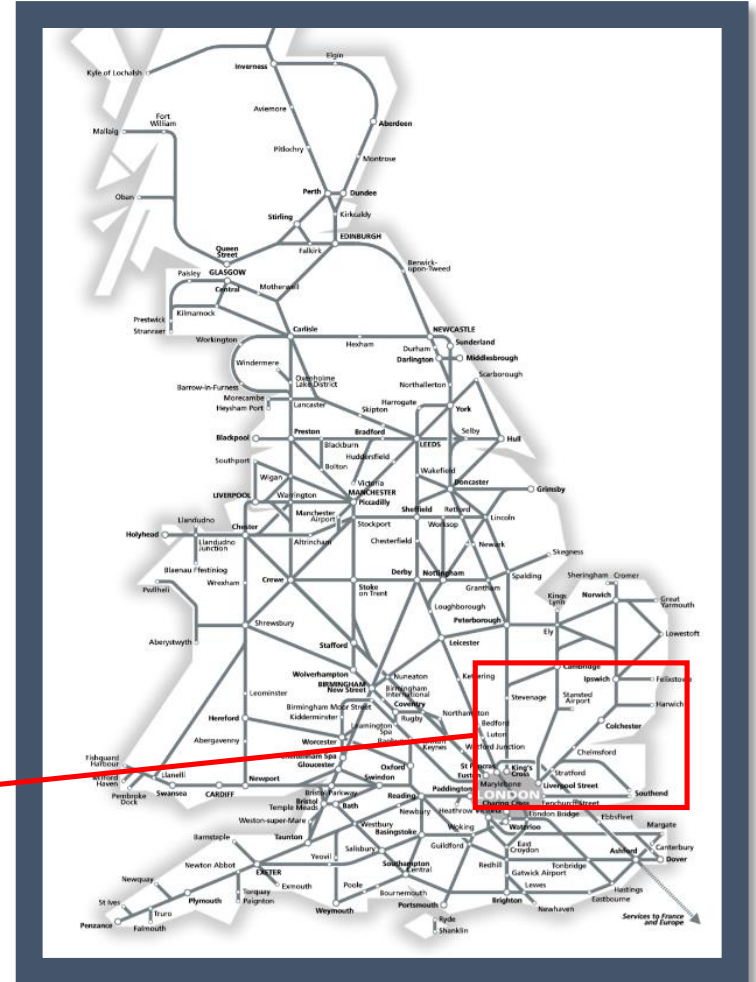 Elgin
Inverness
Kyle of Lochalsh
Aviemore
Fort
William
Aberdeen
Mallaig
Pitlochry
Montrose
Perth
Dundee
Oban
Kirkcaldy
Stirling
EDINBURGH
Queen
Street
Falkirk
Berwick-
upon-Tweed
Paisley
GLASGOW
Central
Motherwell
Prestwick
Kilmarnock
Stranraer
Carlisle
NEWCASTLE
Workington
Hexham
Sunderland
Durham
Darlington
Middlesbrough
Windermere
Scarborough
Oxenholme
Lake District
Northallerton
Barrow-in-Furness
Morecambe
Heysham Port
Lancaster
Harrogate
York
Skipton
Blackpool
Preston
Bradford
Selby
Hull
Blackburn
LEEDS
Huddersfield
Southport
Bolton
Wakefield
Wigan
Victoria
Doncaster
Grimsby
LIVERPOOL
Warrington
MANCHESTER
Piccadilly
Manchester
Airport
Sheffield
Retford
Lincoln
Llandudno
Stockport
Worksop
Holyhead
Chester
Llandudno
Junction
Altrincham
Chesterfield
Newark
Skegness
Blaenau Ffestiniog
Derby
Nottingham
Spalding
Sheringham
Cromer
Pwllheli
Wrexham
Crewe
Stoke
on Trent
Grantham
Kings
Lynn
Norwich
Great
Yarmouth
Loughborough
Shrewsbury
Peterborough
Lowestoft
Aberystwyth
Stafford
Leicester
Ely
Wolverhampton
BIRMINGHAM
New Street
Nuneaton
Birmingham
International
Kettering
Cambridge
Ipswich
Felixstowe
Leominster
Stevenage
Stansted
Airport
Harwich
Birmingham Moor Street
Coventry
Rugby
Northampton
Kidderminster
Hereford
Leamington
Spa
Bedford
Colchester
Abergavenny
Worcester
Keynes
Luton
Watford Junction
Chelmsford
Cheltenham Spa
Gloucester
Fishguard
Harbour
Milford
Haven
Llanelli
Oxford
St Pancras
Euston
King's
Cross
Stratford
Pembroke
Dock
Swansea
CARDIFF
Newport
Swindon
Paddington
Marylebone
Liverpool Street
LONDON
Southend
Bristol Parkway
Bristol
Temple Meads
Bath
Reading
Charing Cross
Fenchurch Street
Newbury
Heathrow
Victoria
London Bridge
Ebbsfleet
Weston-super-Mare
Westbury
Basingstoke
Woking
Waterloo
Margate
Barnstaple
Taunton
Salisbury
Guildford
East
Croydon
Canterbury
Newton Abbot
Yeovil
Southampton
Central
Redhill
Tonbridge
Ashford
Dover
EXETER
Gatwick Airport
Newquay
Exmouth
Poole
Lewes
Hastings
St Ives
Plymouth
Torquay
Paignton
Bournemouth
Eastbourne
Truro
Weymouth
Portsmouth
Brighton
Newhaven
Penzance
Falmouth
Ryde
Shanklin
Services to France
and Europe